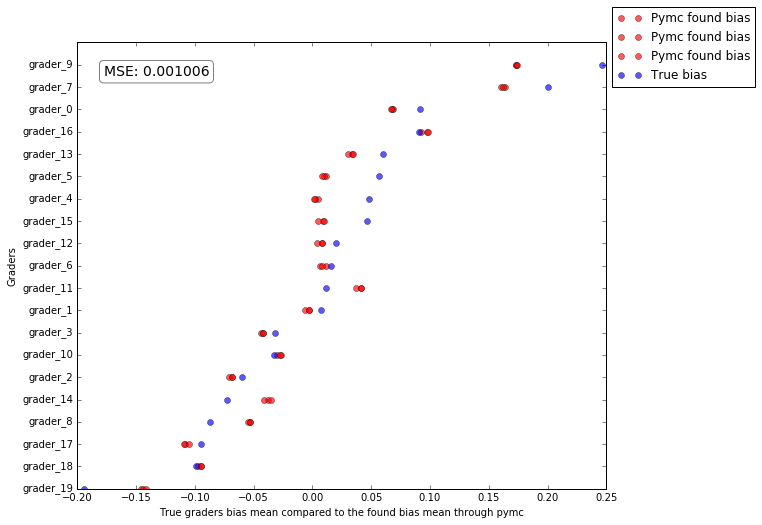 Pymc found bias
Pymc found bias
Pymc found bias
True bias
MSE: 0.001006
Graders
grader_9
grader_7
grader_0
grader_16
grader_13
grader_5
grader_4
grader_15
grader_12
grader_6
grader_11
grader_1
grader_3
grader_10
grader_2
grader_14
grader_8
grader_17
grader_18
grader_19
−0.20 −0.15 −0.10 −0.05 0.00 0.05 0.10 0.15 0.20 0.25
True graders bias mean compared to the found bias mean through pymc